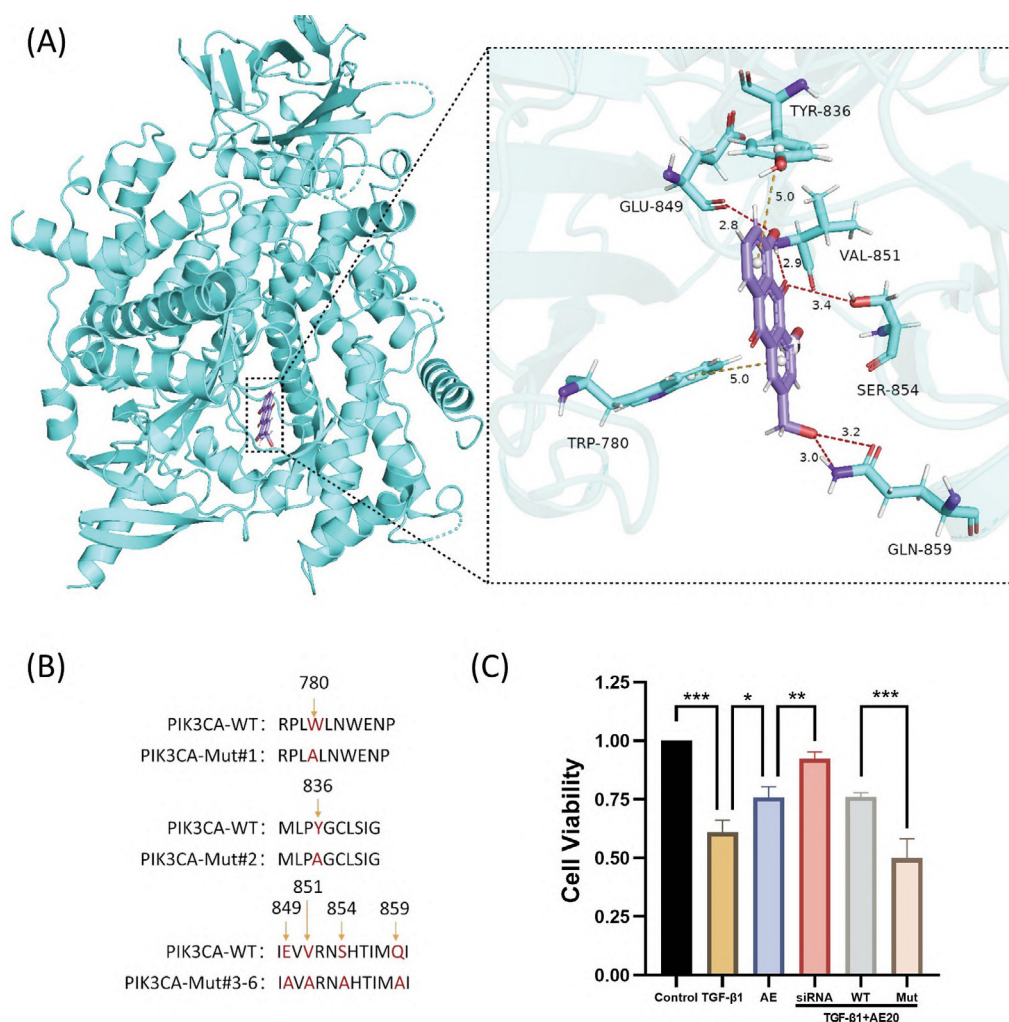 (A)
TYR-836
5.0
GLU-849
2.8
VAL-851
2.9
3.4
SER-854
5.0
TRP-780
3.2
3.0
GLN-859
(B)
780
PIK3CA-WT: RPLWLNWENP
PIK3CA-Mut#1: RPLALNWENP
836
PIK3CA-WT: MLPYGCLSIG
PIK3CA-Mut#2: MLPAGCLSIG
851
849 854 859
PIK3CA-WT: IEVVRNSHTIMQI
PIK3CA-Mut#3-6: IAVARNAHTIMAI
(C)
Cell Viability
1.25
1.00
0.75
0.50
0.25
0.00
*** * ** ***
Control TGF-β1 AE siRNA WT Mut
TGF-β1+AE20